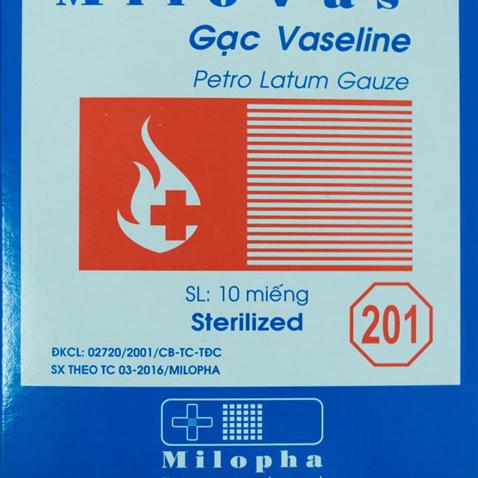 Milovas
Gạc Vaseline
Petro Latum Gauze
SL: 10 miếng
Sterilized
201
ĐKCL: 02720/2001/CB-TC-TĐC
SX THEO TC 03-2016/MILOPHA
Milopha